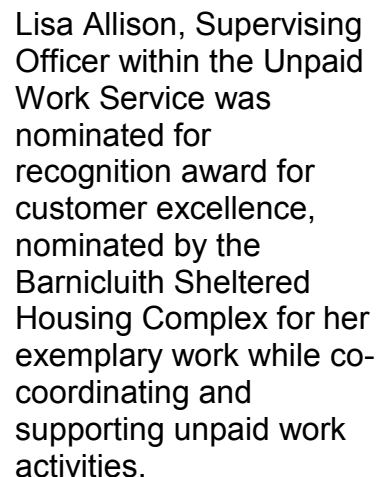 Lisa Allison, Supervising
Officer within the Unpaid
Work Service was
nominated for
recognition award for
customer excellence,
nominated by the
Barnicluith Sheltered
Housing Complex for her
exemplary work while co-
coordinating and
supporting unpaid work
activities.